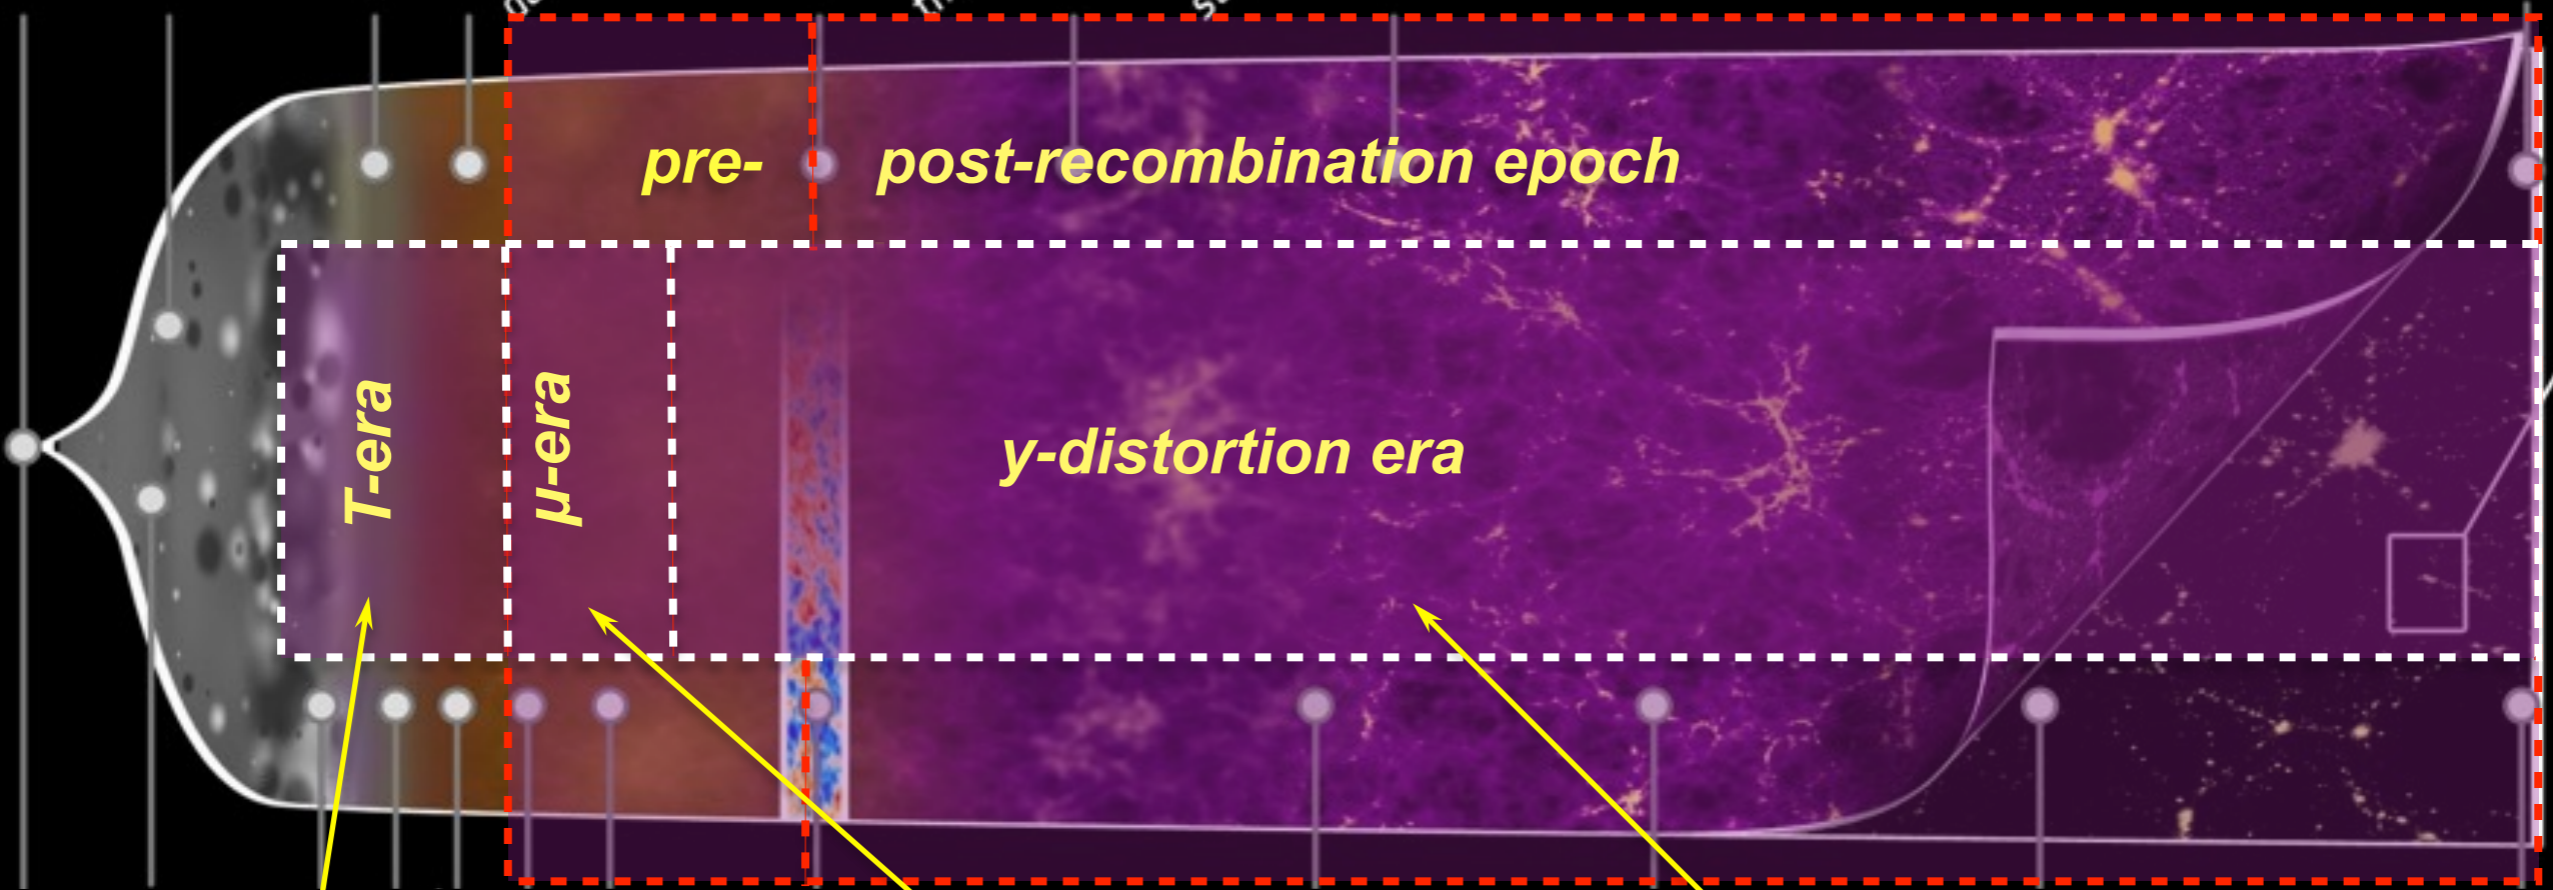 pre-
post-recombination epoch
T-era
μ-era
y-distortion era